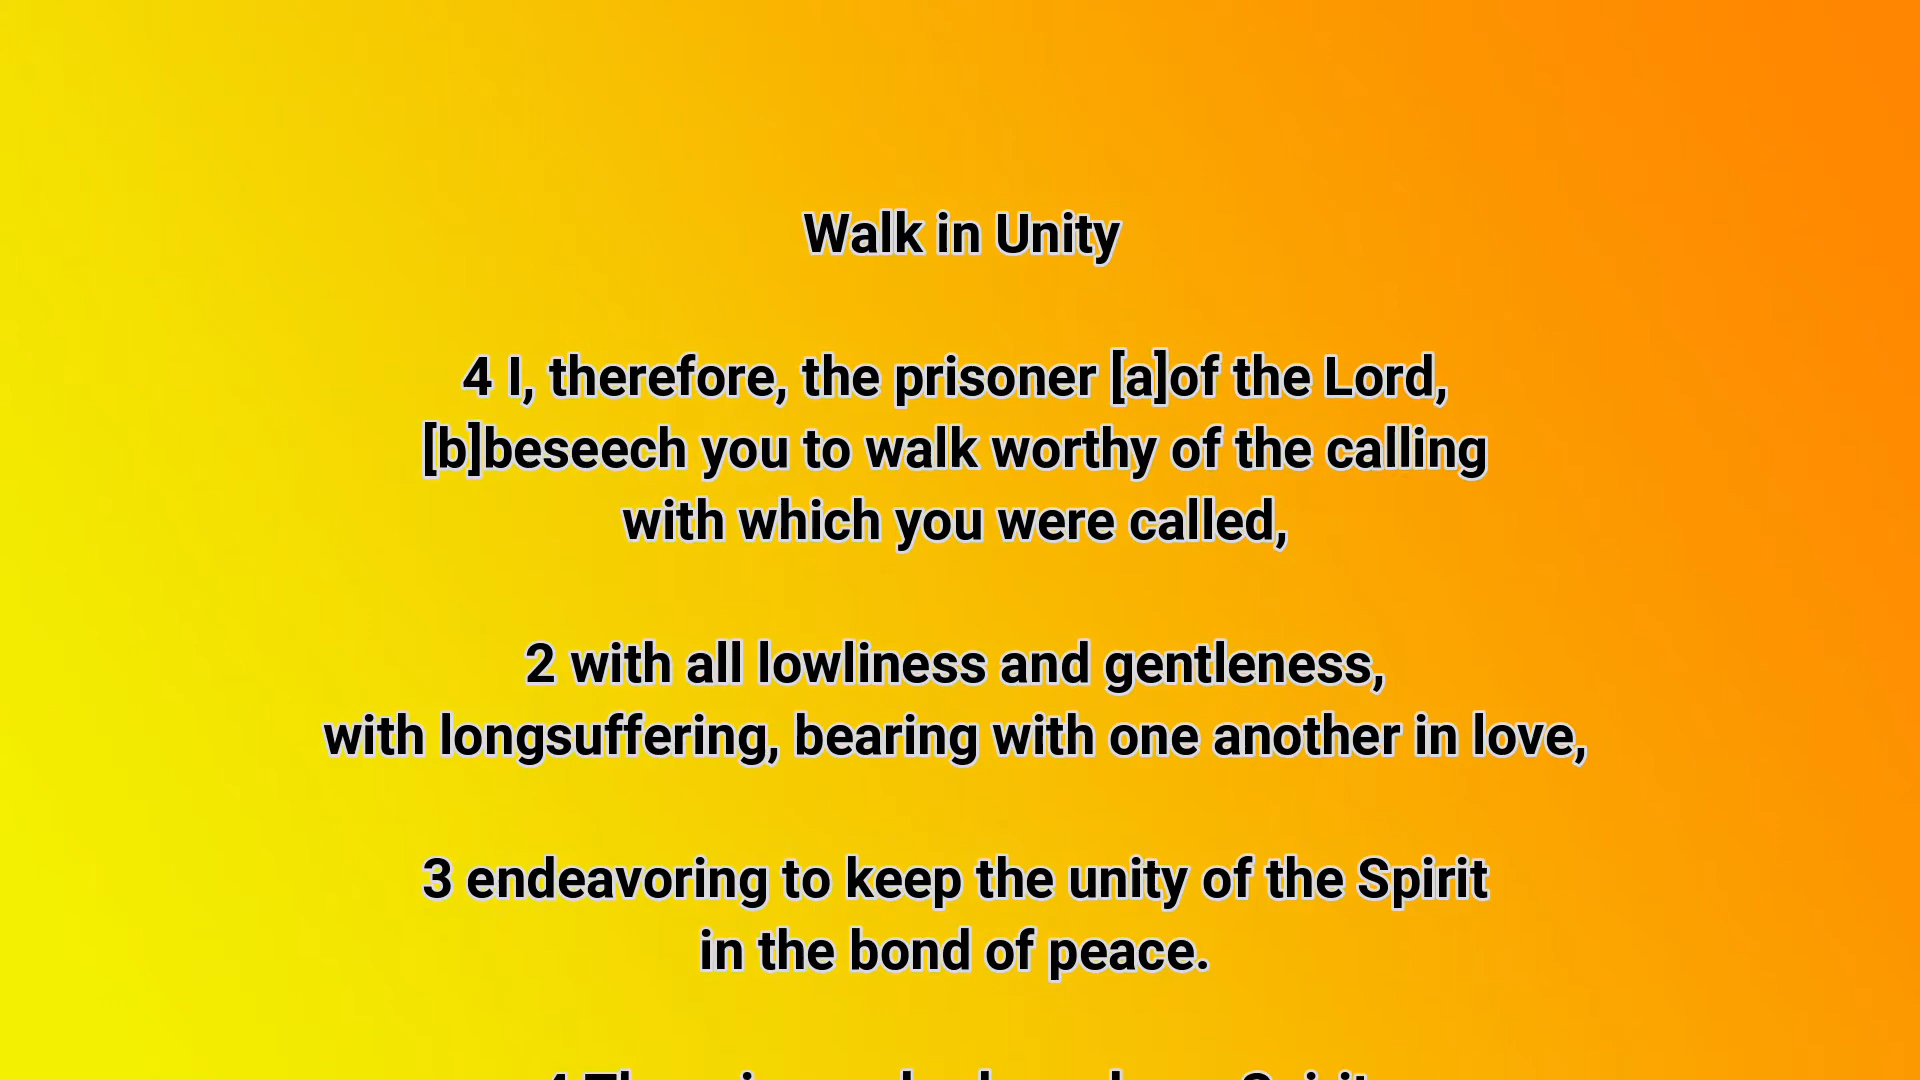 Walk in Unity
4 I, therefore, the prisoner [a]of the Lord,
[b]beseech you to walk worthy of the calling
with which you were called,
2 with all lowliness and gentleness,
with longsuffering, bearing with one another in love,
3 endeavoring to keep the unity of the Spirit
in the bond of peace.